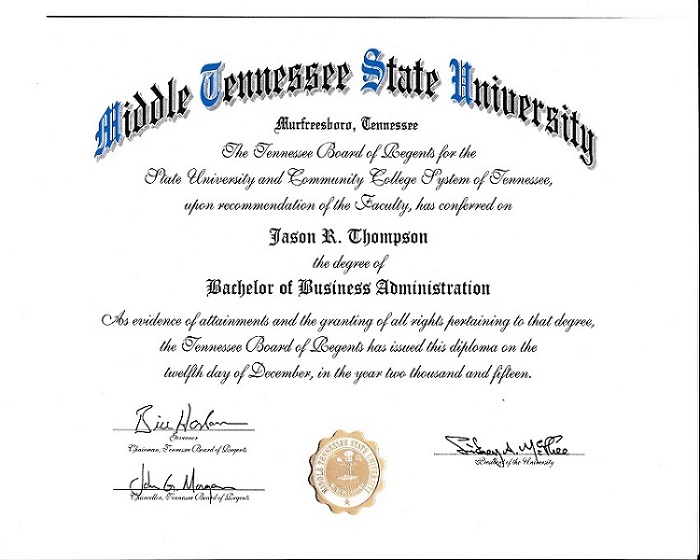 Middle Tennessee State University
Murfreesboro, Tennessee
The Tennessee Board of Regents for the
State University and Community College System of Tennessee,
upon recommendation of the Faculty, has conferred on
Jason R. Thompson
the degree of
Bachelor of Business Administration
As evidence of attainments and the granting of all rights pertaining to that degree,
the Tennessee Board of Regents has issued this diploma on the
twelfth day of December, in the year two thousand and fifteen.
Bill Haslam
Governor
Chairman, Tennessee Board of Regents
John G. Morgan
Chancellor, Tennessee Board of Regents
MIDDLE TENNESSEE STATE UNIVERSITY
Sidney A. McPhee
President of the University